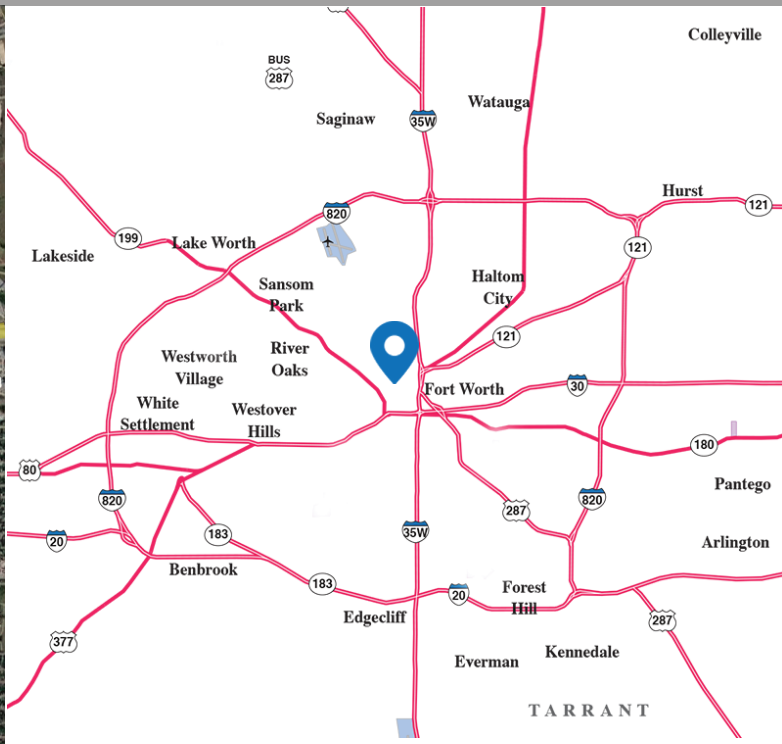 Colleyville
BUS
287
Watauga
Saginaw
35W
Hurst
121
820
199
Lake Worth
121
Lakeside
Haltom
City
Sansom
Park
121
River
Oaks
Westworth
Village
30
Fort Worth
White
Settlement
Westover
Hills
180
80
Pantego
820
820
287
183
35W
20
Arlington
Benbrook
183
20
Forest
Hill
Edgecliff
287
377
Everman
Kennedale
TARRANT